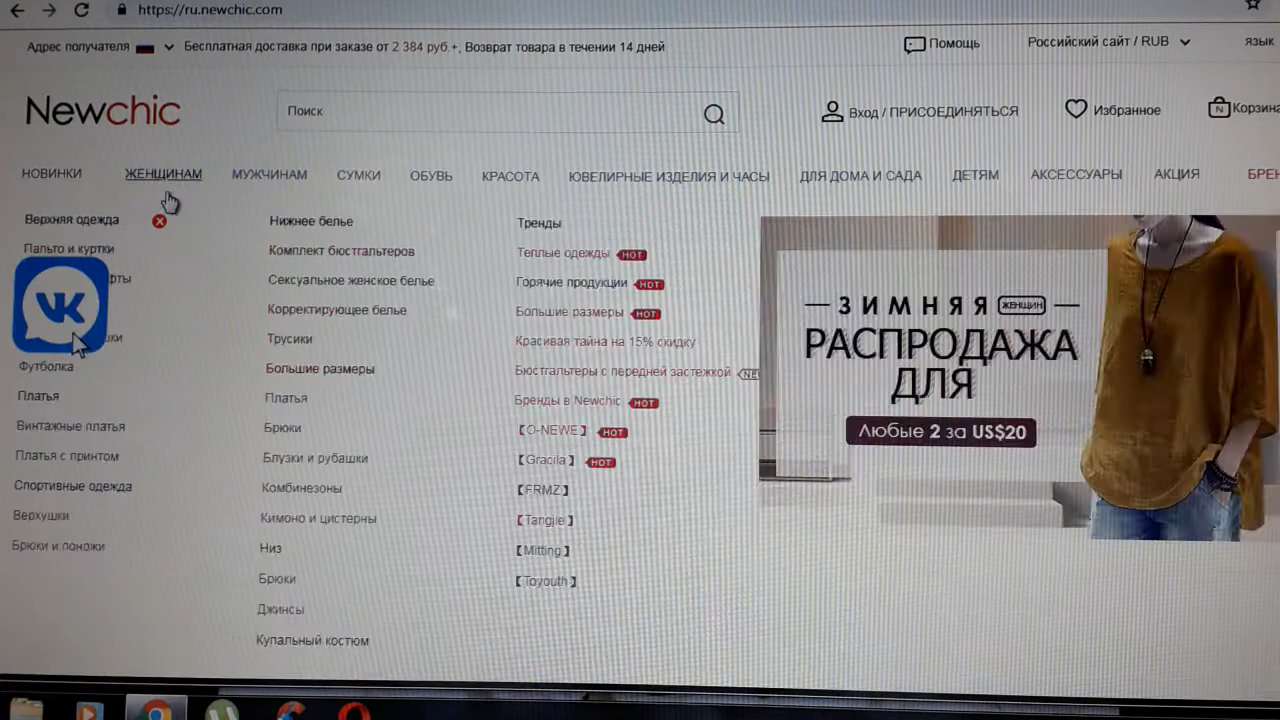 https://ru.newchic.com
Адрес получателя
Бесплатная доставка при заказе от 2 384 руб.+, Возврат товара в течении 14 дней
Помощь
Российский сайт / RUB
язык
Newchic
Поиск
Вход / ПРИСОЕДИНЯТЬСЯ
Избранное
N
Корзина
НОВИНКИ
ЖЕНЩИНАМ
МУЖЧИНАМ
СУМКИ
ОБУВЬ
КРАСОТА
ЮВЕЛИРНЫЕ ИЗДЕЛИЯ И ЧАСЫ
ДЛЯ ДОМА И САДА
ДЕТЯМ
АКСЕССУАРЫ
АКЦИЯ
БРЕН
Верхняя одежда
Пальто и куртки
фты
VK
Футболка
Платья
Винтажные платья
Платья с принтом
Спортивные одежда
Верхушки
Брюки и поножи
Нижнее белье
Комплект бюстгальтеров
Сексуальное женское белье
Корректирующее белье
Трусики
Большие размеры
Платья
Брюки
Блузки и рубашки
Комбинезоны
Кимоно и цистерны
Низ
Брюки
Джинсы
Купальный костюм
Тренды
Теплые одежды HOT
Горячие продукции HOT
Большие размеры HOT
Красивая тайна на 15% скидку
Бюстгальтеры с передней застежкой NE
Бренды в Newchic HOT
【O-NEWE】 HOT
【Gracila】 HOT
【FRMZ】
【Tangjie】
【Mitting】
【Toyouth】
ЗИМНЯЯ ЖЕНЩИН
РАСПРОДАЖА
ДЛЯ
Любые 2 за US$20